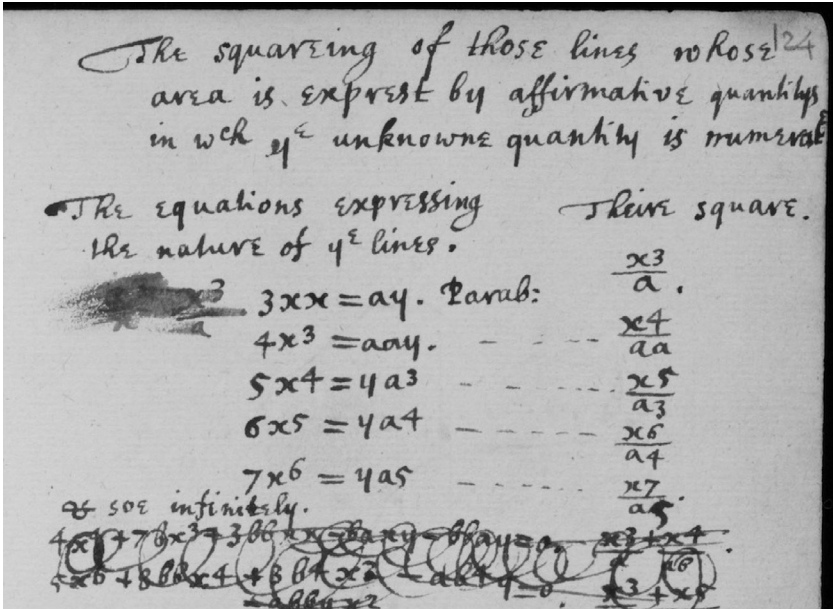 The squareing of those lines whose 124
area is exprest by affirmative quantitys
in wch ye unknowne quantity is numerat
The equations expressing Theire square.
the nature of ye lines.
3xx = ay. Parab: x3/a.
4x3 = aay. x4/aa
5x4 = ya3 x5/a3
6x5 = ya4 x6/a4
7x6 = ya5 x7/a5.
& soe infinitely.